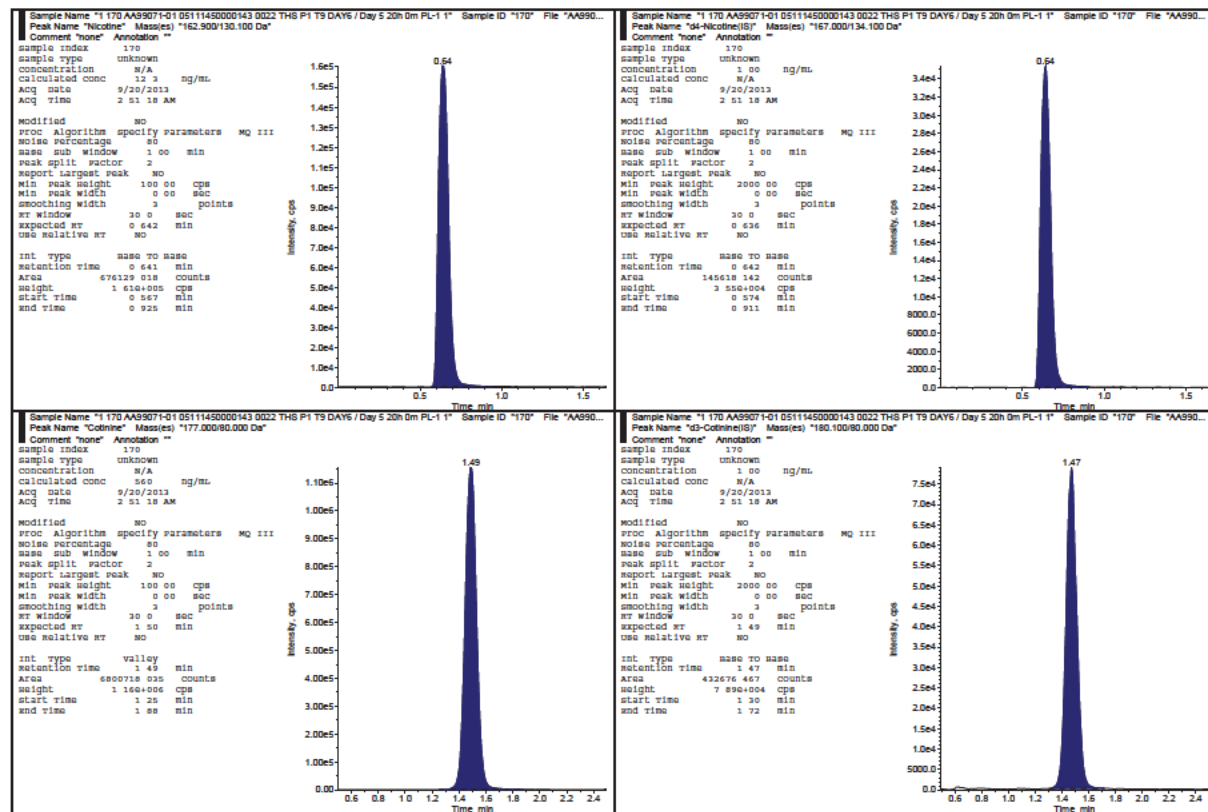 Sample Name "1 170 AA99071-01 05111450000143 0022 THS P1 T9 DAY6 / Day 5 20h 0m PL-1 1" Sample ID "170" File "AA990...
Peak Name "Nicotine" Mass(es) "162.900/130.100 Da"
Comment "none" Annotation ""
Sample Index 170
Sample Type Unknown
Concentration N/A
Calculated Conc 12 3 ng/mL
Acq Date 9/20/2013
Acq Time 2 51 18 AM
Modified NO
Proc Algorithm Specify Parameters MQ III
Noise Percentage 80
Base Sub Window 1 00 min
Peak Split Factor 2
Report Largest Peak NO
Min Peak Height 100 00 cps
Min Peak Width 0 00 sec
Smoothing Width 3 points
RT Window 30 0 sec
Expected RT 0 642 min
Use Relative RT NO
Int Type Base To Base
Retention Time 0 641 min
Area 676129 018 counts
Height 1 61e+005 cps
Start Time 0 567 min
End Time 0 925 min
0.64
1.6e5
1.5e5
1.4e5
1.3e5
1.2e5
1.1e5
1.0e5
9.0e4
8.0e4
7.0e4
6.0e4
5.0e4
4.0e4
3.0e4
2.0e4
1.0e4
0.0
Intensity, cps
0.5 1.0 1.5
Time, min
Sample Name "1 170 AA99071-01 05111450000143 0022 THS P1 T9 DAY6 / Day 5 20h 0m PL-1 1" Sample ID "170" File "AA990...
Peak Name "d4-Nicotine(IS)" Mass(es) "167.000/134.100 Da"
Comment "none" Annotation ""
Sample Index 170
Sample Type Unknown
Concentration 1 00 ng/mL
Calculated Conc N/A
Acq Date 9/20/2013
Acq Time 2 51 18 AM
Modified NO
Proc Algorithm Specify Parameters MQ III
Noise Percentage 80
Base Sub Window 1 00 min
Peak Split Factor 2
Report Largest Peak NO
Min Peak Height 2000 00 cps
Min Peak Width 0 00 sec
Smoothing Width 3 points
RT Window 30 0 sec
Expected RT 0 636 min
Use Relative RT NO
Int Type Base To Base
Retention Time 0 642 min
Area 145618 142 counts
Height 3 55e+004 cps
Start Time 0 574 min
End Time 0 911 min
0.64
3.4e4
3.2e4
3.0e4
2.8e4
2.6e4
2.4e4
2.2e4
2.0e4
1.8e4
1.6e4
1.4e4
1.2e4
1.0e4
8000.0
6000.0
4000.0
2000.0
0.0
Intensity, cps
0.5 1.0 1.5
Time, min
Sample Name "1 170 AA99071-01 05111450000143 0022 THS P1 T9 DAY6 / Day 5 20h 0m PL-1 1" Sample ID "170" File "AA990...
Peak Name "Cotinine" Mass(es) "177.000/80.000 Da"
Comment "none" Annotation ""
Sample Index 170
Sample Type Unknown
Concentration N/A
Calculated Conc 560 ng/mL
Acq Date 9/20/2013
Acq Time 2 51 18 AM
Modified NO
Proc Algorithm Specify Parameters MQ III
Noise Percentage 80
Base Sub Window 1 00 min
Peak Split Factor 2
Report Largest Peak NO
Min Peak Height 100 00 cps
Min Peak Width 0 00 sec
Smoothing Width 3 points
RT Window 30 0 sec
Expected RT 1 50 min
Use Relative RT NO
Int Type Valley
Retention Time 1 49 min
Area 6800718 035 counts
Height 1 16e+006 cps
Start Time 1 25 min
End Time 1 88 min
1.49
1.10e6
1.00e6
9.00e5
8.00e5
7.00e5
6.00e5
5.00e5
4.00e5
3.00e5
2.00e5
1.00e5
0.00
Intensity, cps
0.6 0.8 1.0 1.2 1.4 1.6 1.8 2.0 2.2 2.4
Time, min
Sample Name "1 170 AA99071-01 05111450000143 0022 THS P1 T9 DAY6 / Day 5 20h 0m PL-1 1" Sample ID "170" File "AA990...
Peak Name "d3-Cotinine(IS)" Mass(es) "180.100/80.000 Da"
Comment "none" Annotation ""
Sample Index 170
Sample Type Unknown
Concentration 1 00 ng/mL
Calculated Conc N/A
Acq Date 9/20/2013
Acq Time 2 51 18 AM
Modified NO
Proc Algorithm Specify Parameters MQ III
Noise Percentage 80
Base Sub Window 1 00 min
Peak Split Factor 2
Report Largest Peak NO
Min Peak Height 2000 00 cps
Min Peak Width 0 00 sec
Smoothing Width 3 points
RT Window 30 0 sec
Expected RT 1 49 min
Use Relative RT NO
Int Type Base To Base
Retention Time 1 47 min
Area 432676 467 counts
Height 7 89e+004 cps
Start Time 1 30 min
End Time 1 72 min
1.47
7.5e4
7.0e4
6.5e4
6.0e4
5.5e4
5.0e4
4.5e4
4.0e4
3.5e4
3.0e4
2.5e4
2.0e4
1.5e4
1.0e4
5000.0
0.0
Intensity, cps
0.6 0.8 1.0 1.2 1.4 1.6 1.8 2.0 2.2 2.4
Time, min